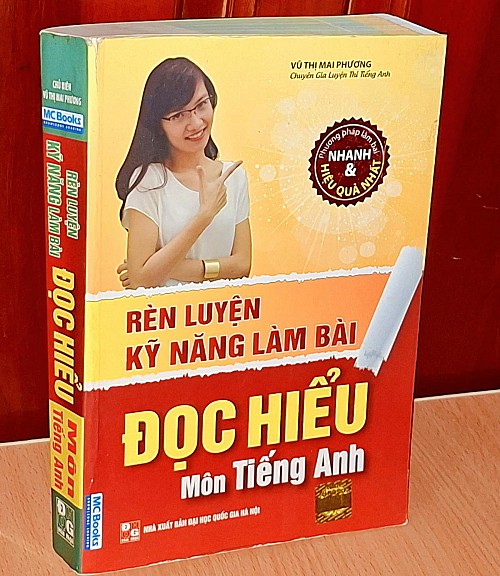 VŨ THỊ MAI PHƯƠNG
Chuyên Gia Luyện Thi Tiếng Anh
Phương pháp làm bài
NHANH
&
HIỆU QUẢ NHẤT
RÈN LUYỆN
KỸ NĂNG LÀM BÀI
ĐỌC HIỂU
Môn Tiếng Anh
NHÀ XUẤT BẢN ĐẠI HỌC QUỐC GIA HÀ NỘI
CHỦ BIÊN
VŨ THỊ MAI PHƯƠNG
MCBooks
RÈN LUYỆN
KỸ NĂNG LÀM BÀI
ĐỌC HIỂU
Môn
Tiếng Anh
MCBooks